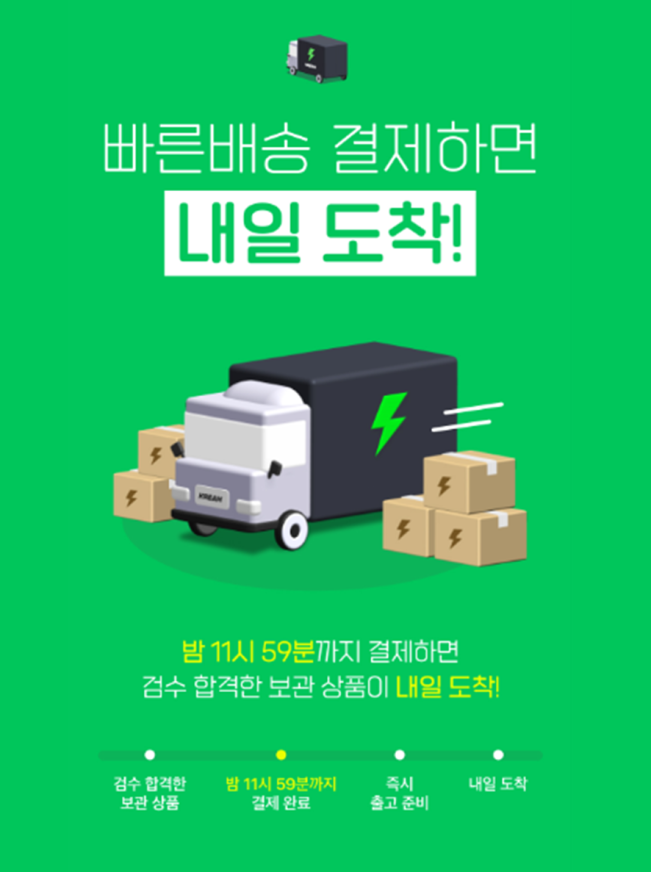 빠른배송 결제하면
내일 도착!
KREAM
밤 11시 59분까지 결제하면
검수 합격한 보관 상품이 내일 도착!
검수 합격한
보관 상품
밤 11시 59분까지
결제 완료
즉시
출고 준비
내일 도착